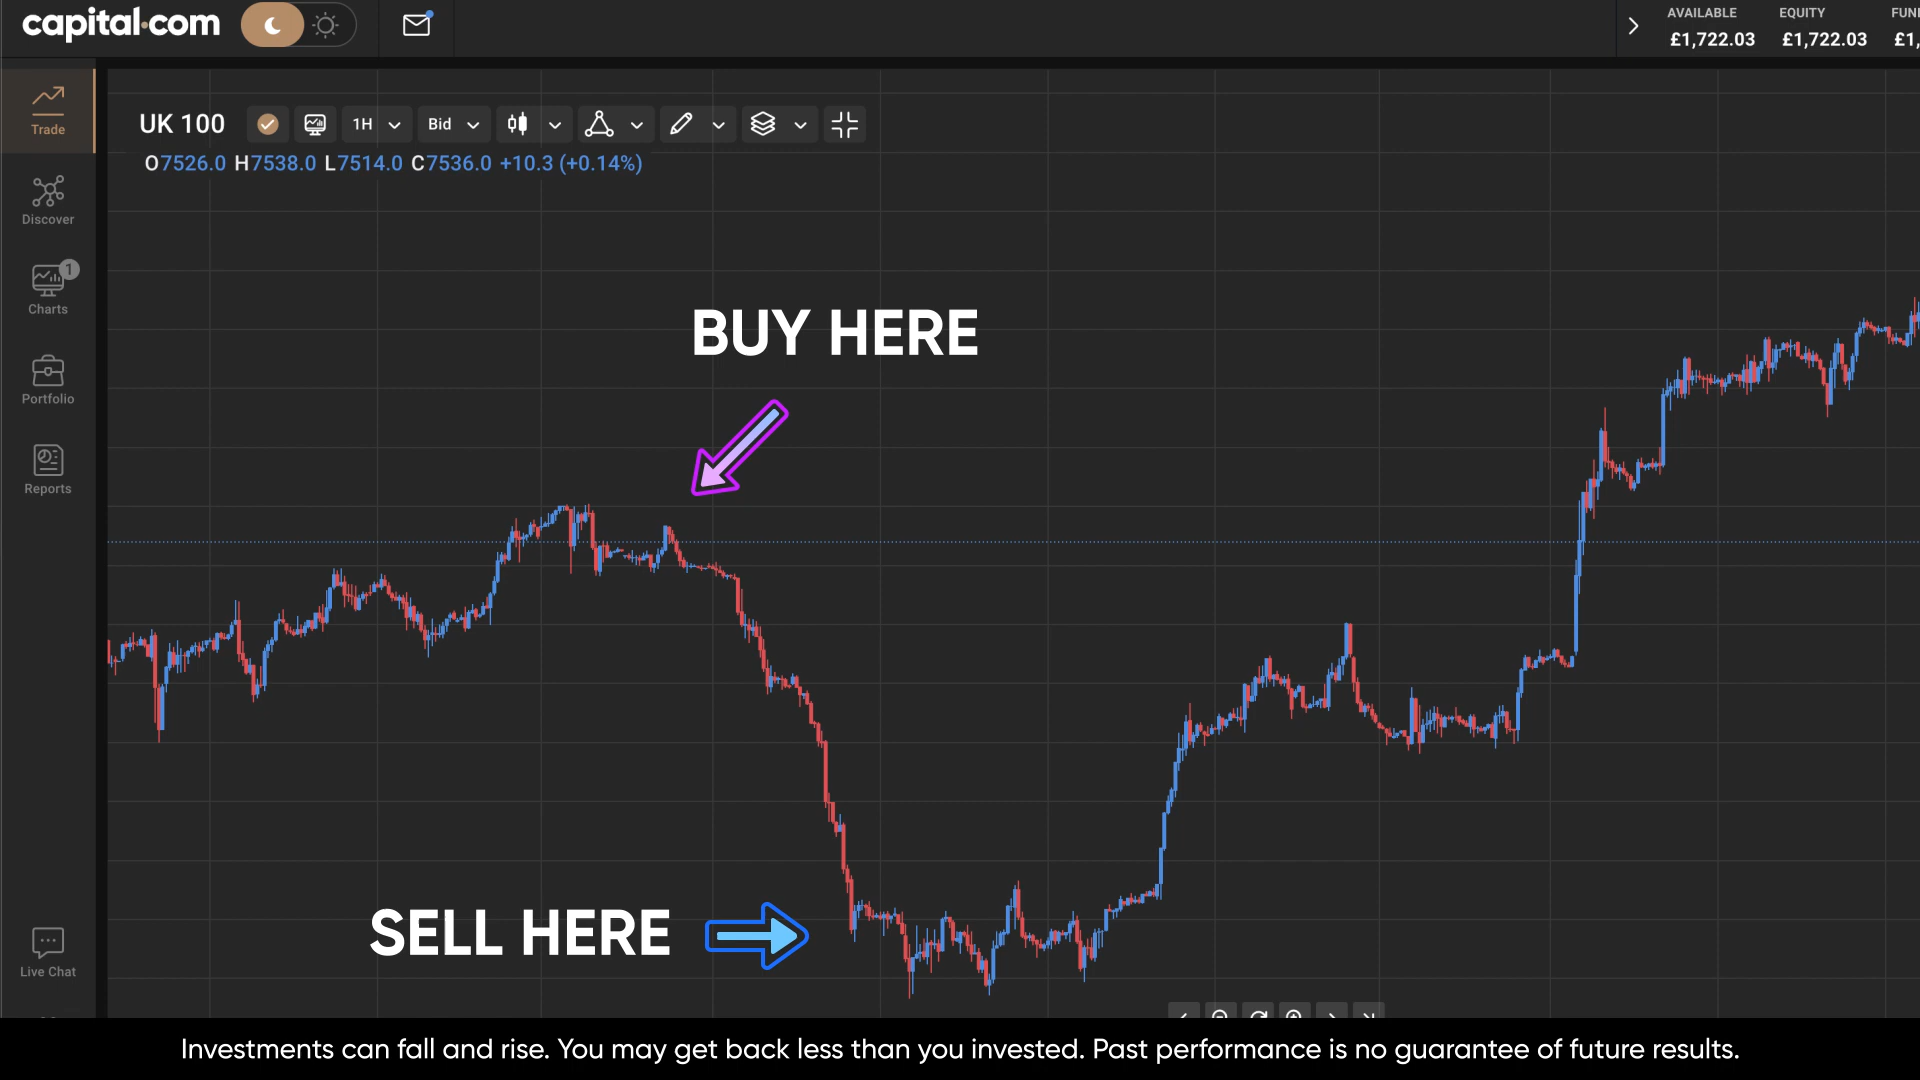 capital.com
AVAILABLE EQUITY
£1,722.03 £1,722.03
Trade
UK 100 1H Bid
O7526.0 H7538.0 L7514.0 C7536.0 +10.3 (+0.14%)
Discover
1
Charts
BUY HERE
Portfolio
Reports
SELL HERE
Live Chat
Investments can fall and rise. You may get back less than you invested. Past performance is no guarantee of future results.